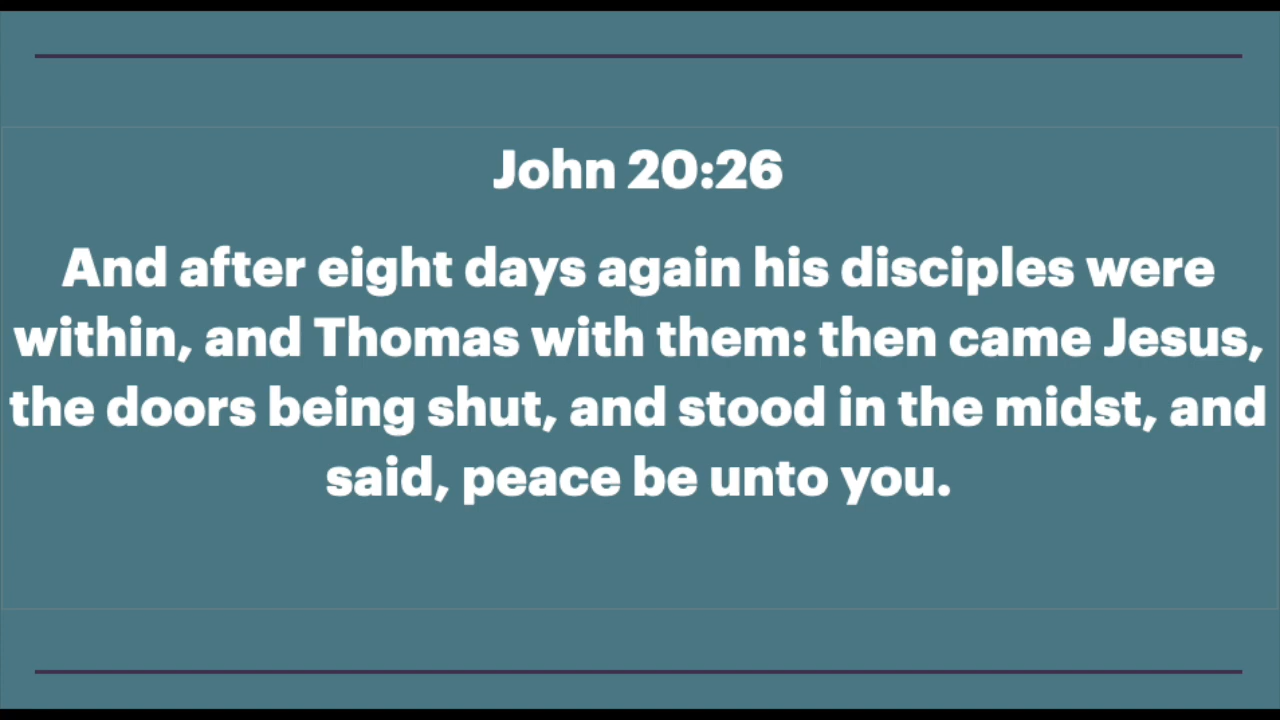 John 20:26
And after eight days again his disciples were
within, and Thomas with them: then came Jesus,
the doors being shut, and stood in the midst, and
said, peace be unto you.